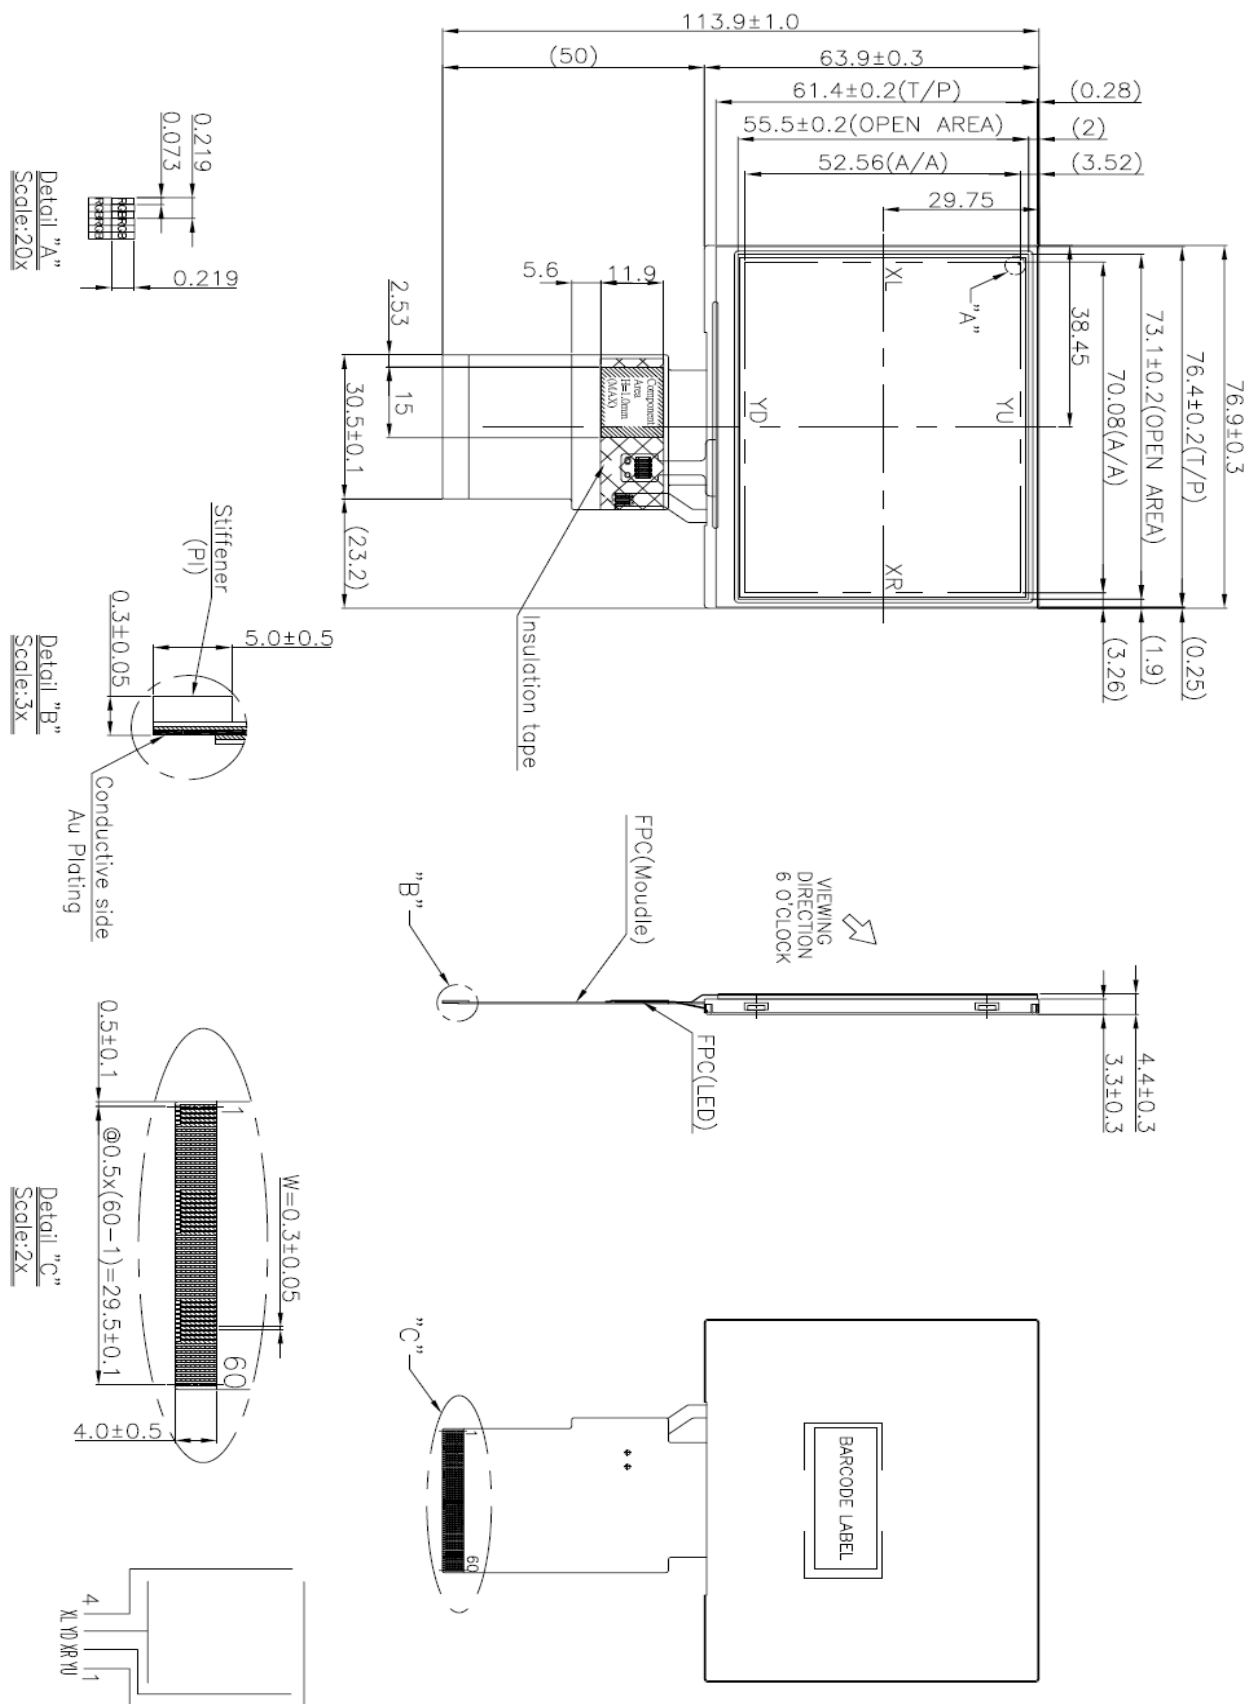 113.9±1.0
(50)
63.9±0.3
61.4±0.2(T/P)
(0.28)
55.5±0.2(OPEN AREA)
(2)
52.56(A/A)
(3.52)
29.75
5.6
11.9
2.53
15
30.5±0.1
(23.2)
Component
Area
H=1.0mm
(MAX)
Insulation tape
XL
YD
YU
XR
"A"
38.45
70.08(A/A)
73.1±0.2(OPEN AREA)
76.4±0.2(T/P)
76.9±0.3
(3.26)
(1.9)
(0.25)
0.219
0.073
0.219
Detail "A"
Scale:20x
Stiffener
(PI)
5.0±0.5
0.3±0.05
Conductive side
Au Plating
Detail "B"
Scale:3x
VIEWING
DIRECTION
6 O'CLOCK
FPC(Moudle)
"B"
FPC(LED)
3.3±0.3
4.4±0.3
0.5±0.1
1
@0.5x(60-1)=29.5±0.1
W=0.3±0.05
60
4.0±0.5
Detail "C"
Scale:2x
"C"
1
60
BARCODE LABEL
4
XL YD XR YU
1